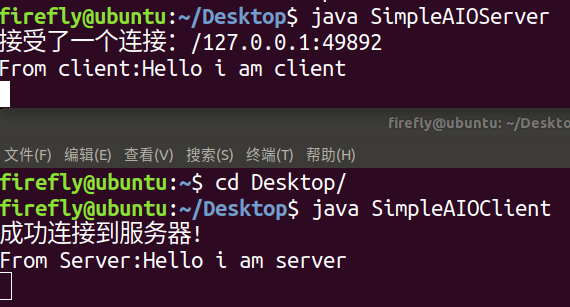 firefly@ubuntu:~/Desktop$ java SimpleAIOServer
接受了一个连接：/127.0.0.1:49892
From client:Hello i am client
firefly@ubuntu: ~/Deskto
文件(F) 编辑(E) 查看(V) 搜索(S) 终端(T) 帮助(H)
firefly@ubuntu:~$ cd Desktop/
firefly@ubuntu:~/Desktop$ java SimpleAIOClient
成功连接到服务器！
From Server:Hello i am server